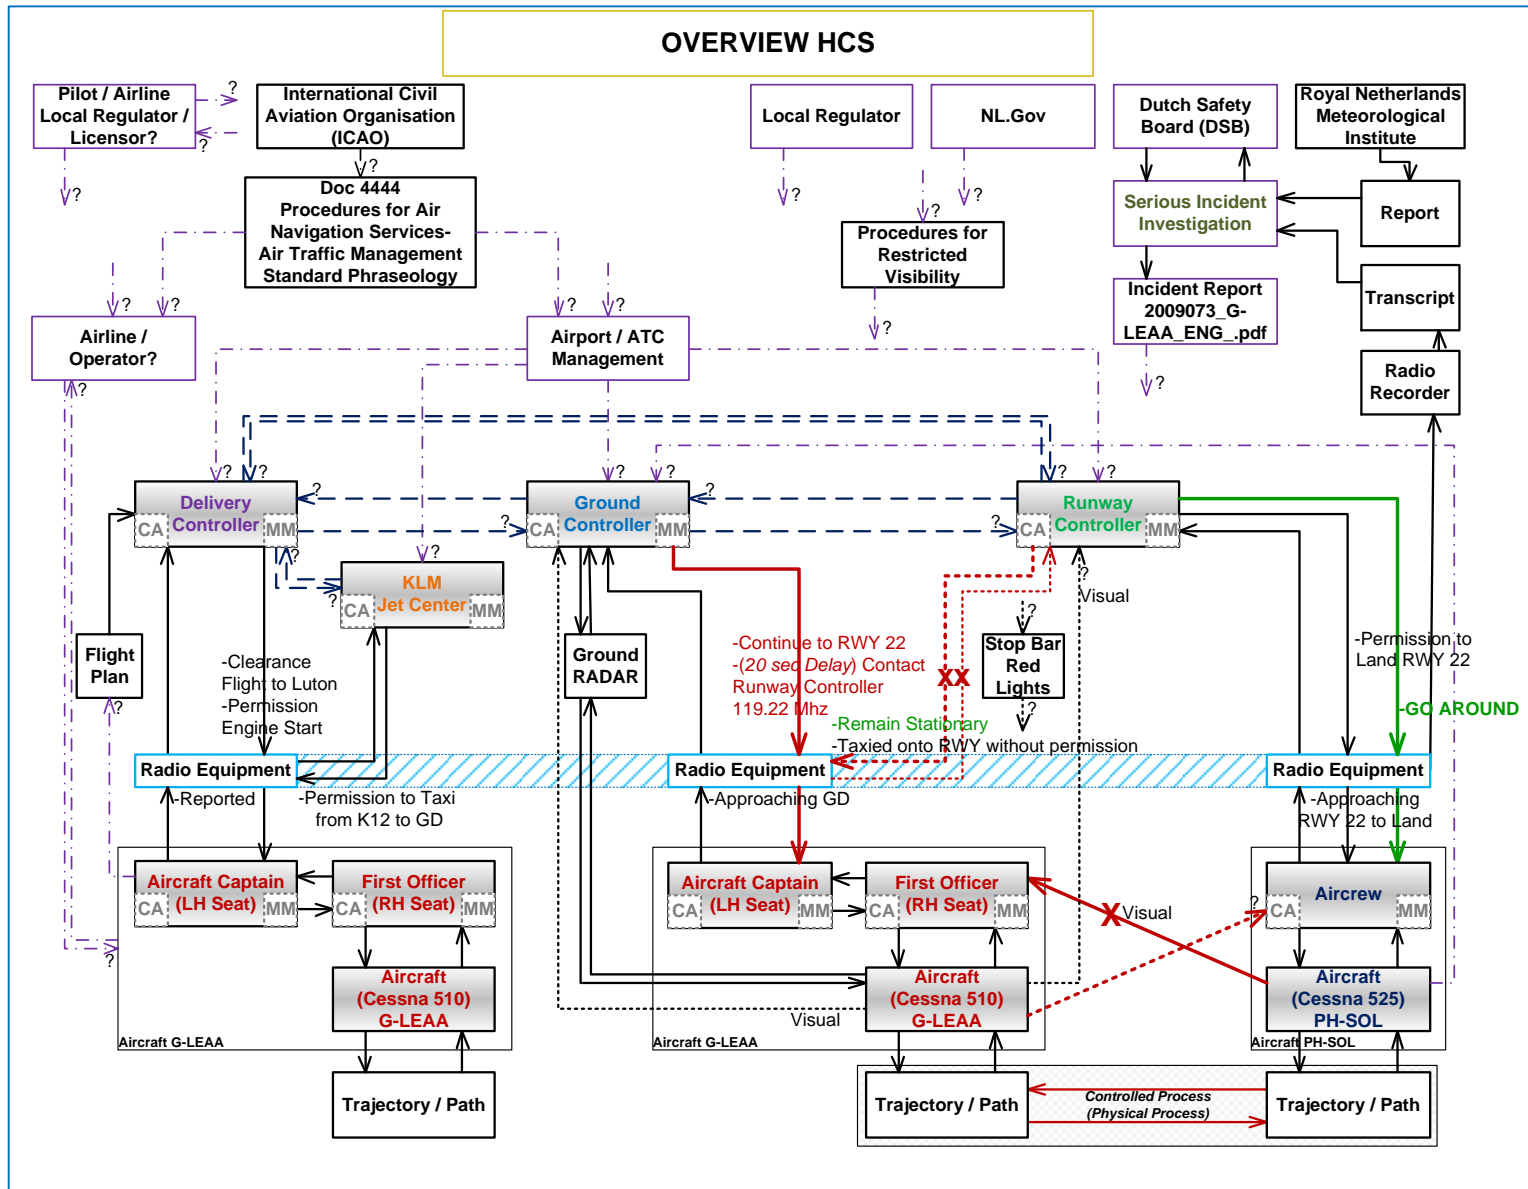 OVERVIEW HCS
Pilot / Airline
Local Regulator /
Licensor?
?
?
?
International Civil
Aviation Organisation
(ICAO)
?
Doc 4444
Procedures for Air
Navigation Services-
Air Traffic Management
Standard Phraseology
Local Regulator
?
NL.Gov
?
?
Procedures for
Restricted
Visibility
?
Dutch Safety
Board (DSB)
Serious Incident
Investigation
Incident Report
2009073_G-
LEAA_ENG_.pdf
?
Royal Netherlands
Meteorological
Institute
Report
Transcript
Radio
Recorder
?
?
Airline /
Operator?
?
?
?
Airport / ATC
Management
?
?
?
?
?
?
?
Delivery
Controller
CA
MM
?
?
Ground
Controller
CA
MM
?
?
Runway
Controller
CA
MM
?
?
?
KLM
Jet Center
CA
MM
?
Visual
Flight
Plan
?
-Clearance
Flight to Luton
-Permission
Engine Start
Ground
RADAR
-Continue to RWY 22
-(20 sec Delay) Contact
Runway Controller
119.22 Mhz
X
X
?
Stop Bar
Red
Lights
?
-Permission to
Land RWY 22
-GO AROUND
-Remain Stationary
-Taxied onto RWY without permission
Radio Equipment
Radio Equipment
Radio Equipment
-Reported
-Permission to Taxi
from K12 to GD
-Approaching GD
-Approaching
RWY 22 to Land
Aircraft Captain
(LH Seat)
CA
MM
First Officer
(RH Seat)
CA
MM
Aircraft Captain
(LH Seat)
CA
MM
First Officer
(RH Seat)
CA
MM
X
Visual
?
Aircrew
CA
MM
?
Aircraft
(Cessna 510)
G-LEAA
Aircraft G-LEAA
Visual
Aircraft
(Cessna 510)
G-LEAA
Aircraft G-LEAA
Aircraft
(Cessna 525)
PH-SOL
Aircraft PH-SOL
Trajectory / Path
Trajectory / Path
Controlled Process
(Physical Process)
Trajectory / Path